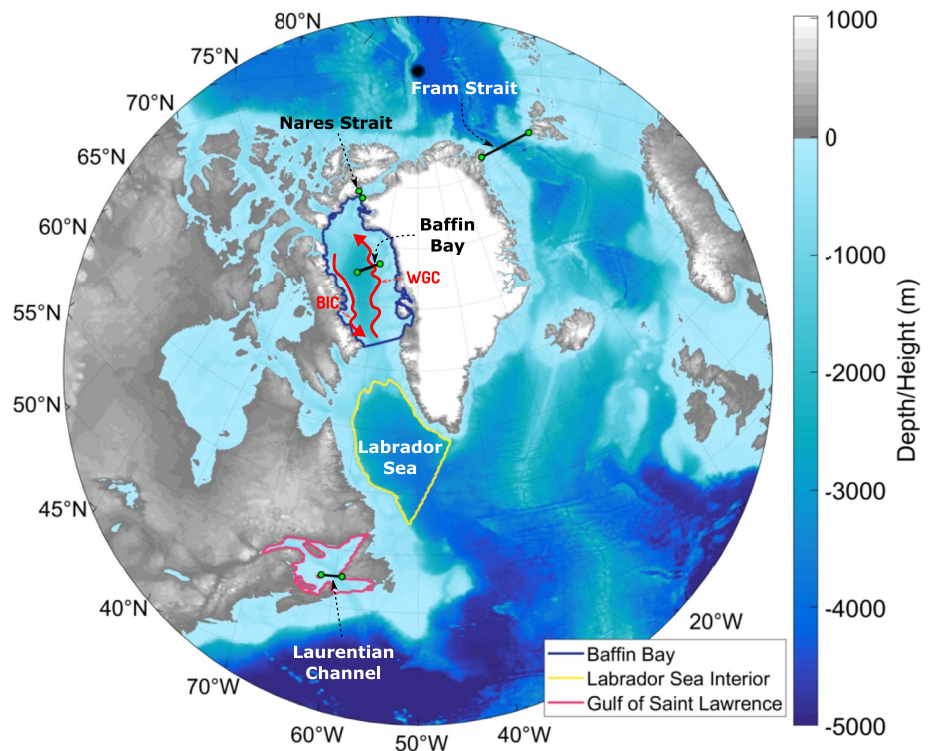 80°N
75°N
70°N
65°N
60°N
55°N
50°N
45°N
40°N
70°W
60°W
50°W
40°W
20°W
Fram Strait
Nares Strait
Baffin
Bay
WGC
BIC
Labrador
Sea
Laurentian
Channel
Baffin Bay
Labrador Sea Interior
Gulf of Saint Lawrence
1000
0
-1000
-2000
-3000
-4000
-5000
Depth/Height (m)